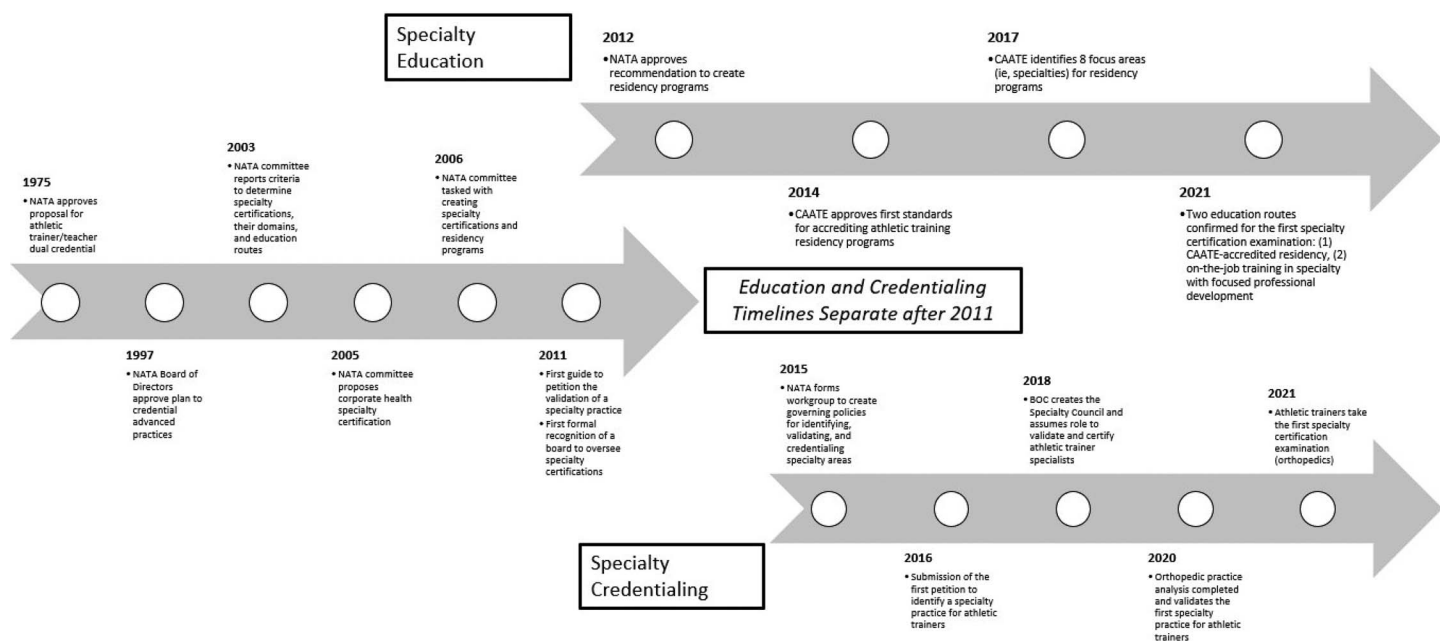 Specialty
Education
2012
•NATA approves
recommendation to create
residency programs
2017
•CAATE identifies 8 focus areas
(ie, specialties) for residency
programs
2014
•CAATE approves first standards
for accrediting athletic training
residency programs
2021
•Two education routes
confirmed for the first specialty
certification examination: (1)
CAATE-accredited residency, (2)
on-the-job training in specialty
with focused professional
development
1975
•NATA approves
proposal for
athletic
trainer/teacher
dual credential
2003
•NATA committee
reports criteria
to determine
specialty
certifications,
their domains,
and education
routes
2006
•NATA committee
tasked with
creating
specialty
certifications and
residency
programs
1997
•NATA Board of
Directors
approve plan to
credential
advanced
practices
2005
•NATA committee
proposes
corporate health
specialty
certification
2011
•First guide to
petition the
validation of a
specialty practice
•First formal
recognition of a
board to oversee
specialty
certifications
Education and Credentialing
Timelines Separate after 2011
2015
•NATA forms
workgroup to create
governing policies
for identifying,
validating, and
credentialing
specialty areas
2018
•BOC creates the
Specialty Council and
assumes role to
validate and certify
athletic trainer
specialists
2021
•Athletic trainers take
the first specialty
certification
examination
(orthopedics)
Specialty
Credentialing
2016
•Submission of the
first petition to
identify a specialty
practice for athletic
trainers
2020
•Orthopedic practice
analysis completed
and validates the
first specialty
practice for athletic
trainers